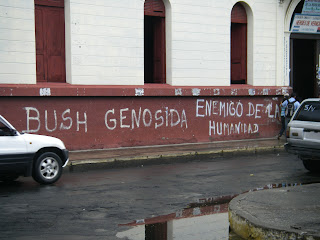 BUSH GENOSIDA ENEMIGO DE LA
HUMANIDAD